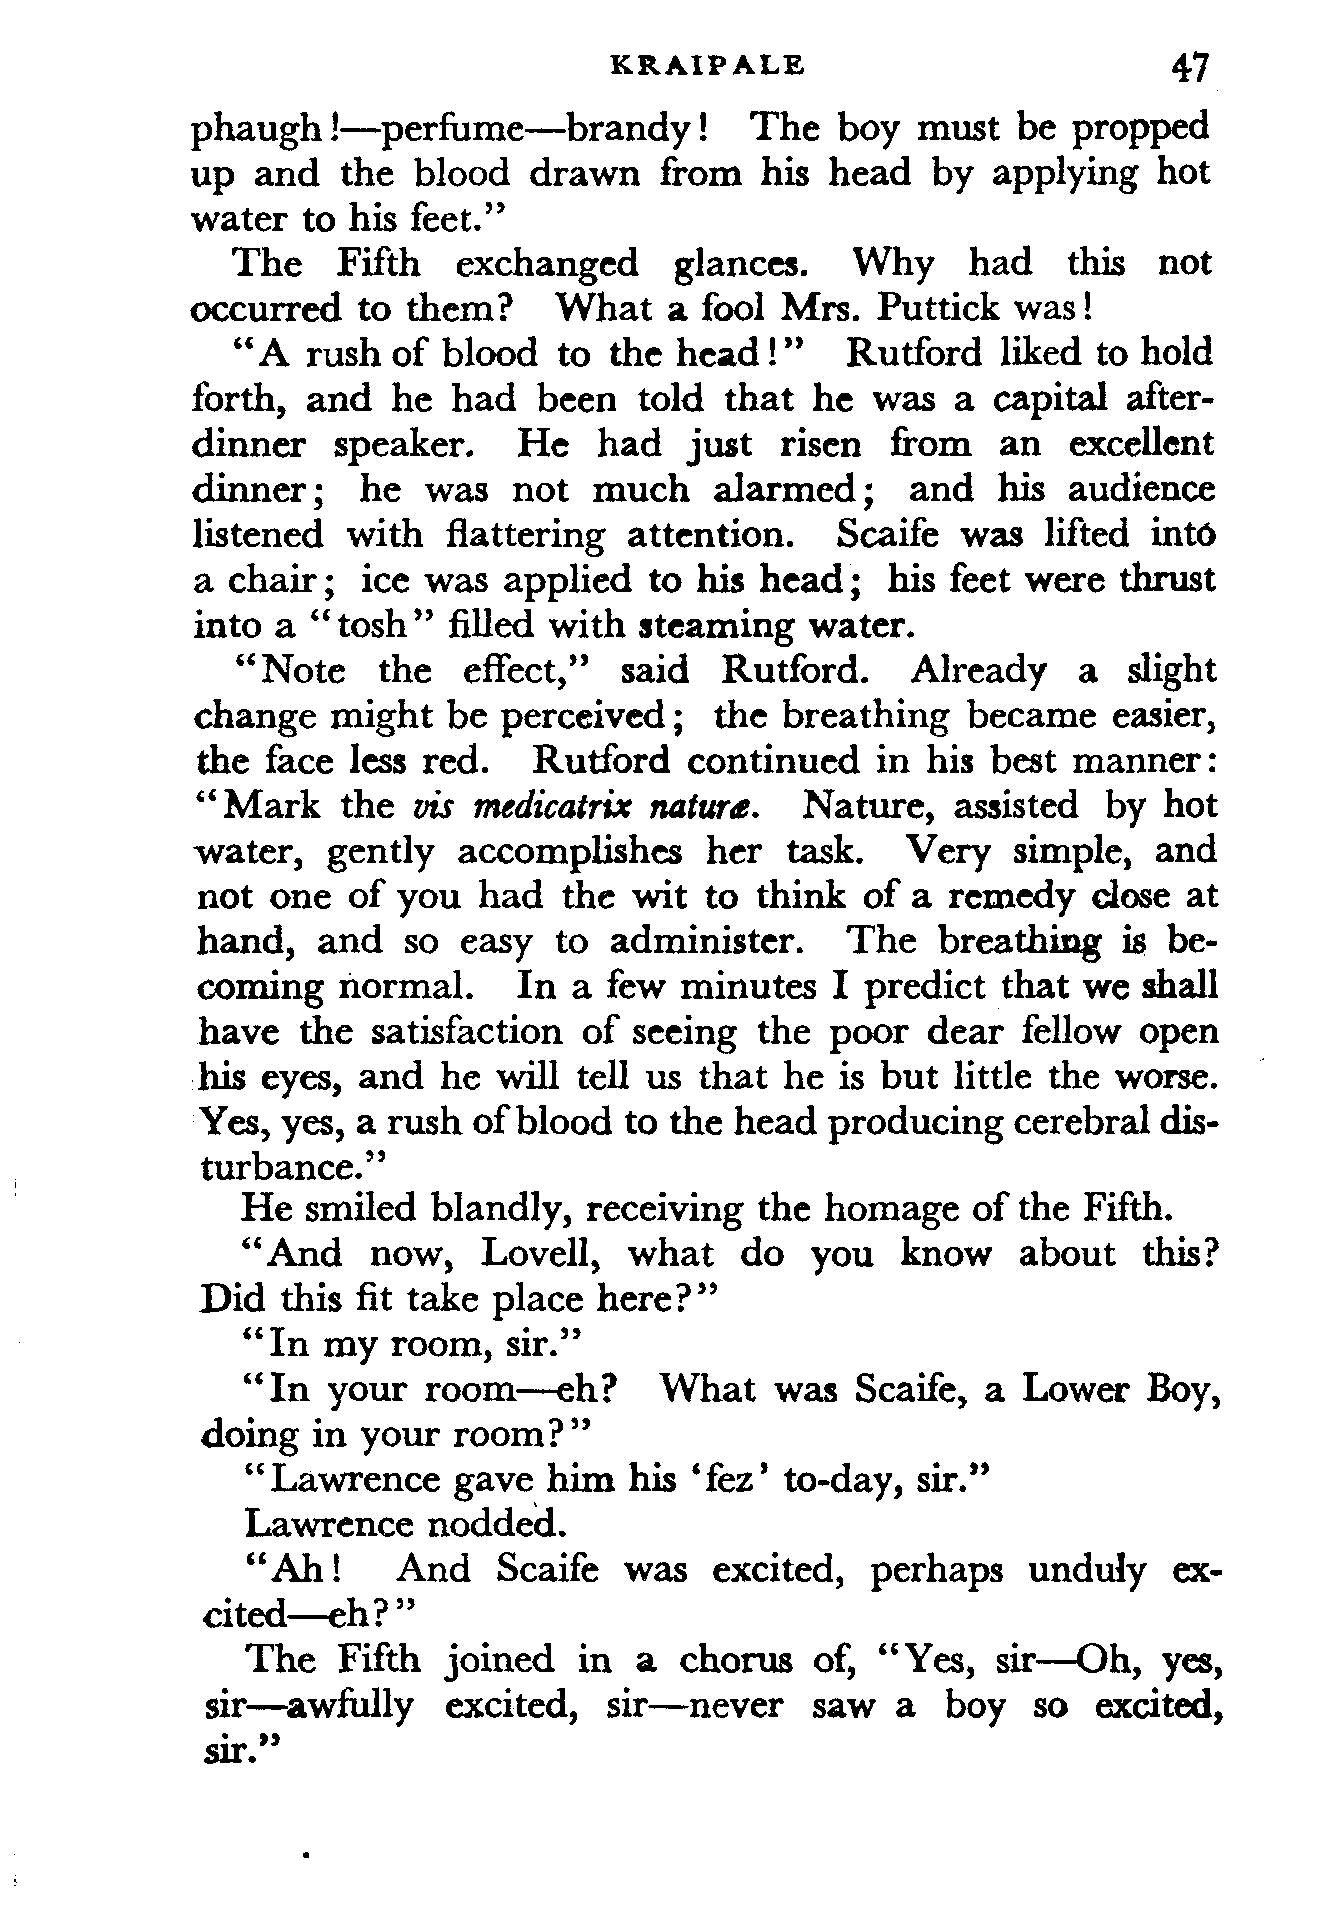 KRAIPALE 47
phaugh!—perfume—brandy! The boy must be propped
up and the blood drawn from his head by applying hot
water to his feet."
The Fifth exchanged glances. Why had this not
occurred to them? What a fool Mrs. Puttick was!
"A rush of blood to the head!" Rutford liked to hold
forth, and he had been told that he was a capital after-
dinner speaker. He had just risen from an excellent
dinner; he was not much alarmed; and his audience
listened with flattering attention. Scaife was lifted into
a chair; ice was applied to his head; his feet were thrust
into a "tosh" filled with steaming water.
"Note the effect," said Rutford. Already a slight
change might be perceived; the breathing became easier,
the face less red. Rutford continued in his best manner:
"Mark the vis medicatrix naturæ. Nature, assisted by hot
water, gently accomplishes her task. Very simple, and
not one of you had the wit to think of a remedy close at
hand, and so easy to administer. The breathing is be-
coming normal. In a few minutes I predict that we shall
have the satisfaction of seeing the poor dear fellow open
his eyes, and he will tell us that he is but little the worse.
Yes, yes, a rush of blood to the head producing cerebral dis-
turbance."
He smiled blandly, receiving the homage of the Fifth.
"And now, Lovell, what do you know about this?
Did this fit take place here?"
"In my room, sir."
"In your room—eh? What was Scaife, a Lower Boy,
doing in your room?"
"Lawrence gave him his 'fez' to-day, sir."
Lawrence nodded.
"Ah! And Scaife was excited, perhaps unduly ex-
cited—eh?"
The Fifth joined in a chorus of, "Yes, sir—Oh, yes,
sir—awfully excited, sir—never saw a boy so excited,
sir."